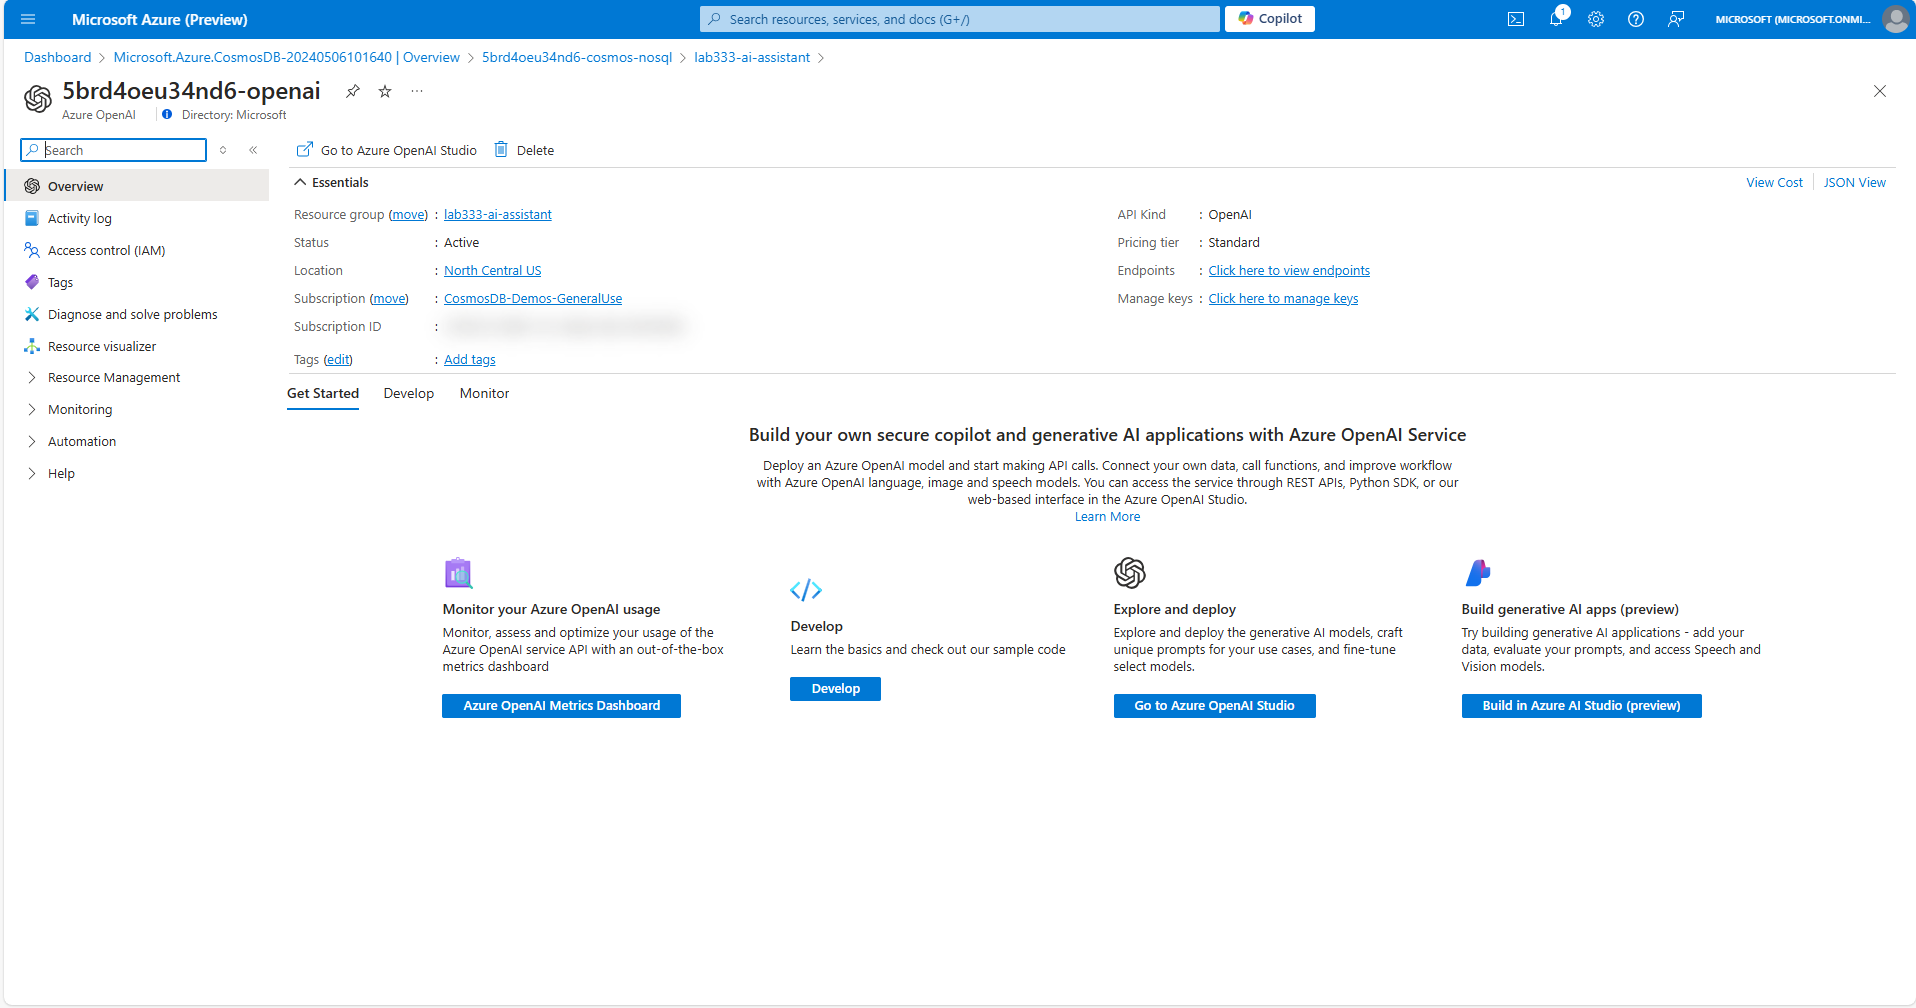 Microsoft Azure (Preview)
Search resources, services, and docs (G+/)
Copilot
1
MICROSOFT (MICROSOFT.ONMI...
Dashboard > Microsoft.Azure.CosmosDB-20240506101640 | Overview > 5brd4oeu34nd6-cosmos-nosql > lab333-ai-assistant >
5brd4oeu34nd6-openai
Azure OpenAI
Directory: Microsoft
Search
Go to Azure OpenAI Studio
Delete
Overview
Activity log
Access control (IAM)
Tags
Diagnose and solve problems
Resource visualizer
Resource Management
Monitoring
Automation
Help
Essentials
View Cost
JSON View
Resource group (move) : lab333-ai-assistant
Status : Active
Location : North Central US
Subscription (move) : CosmosDB-Demos-GeneralUse
Subscription ID :
Tags (edit) : Add tags
API Kind : OpenAI
Pricing tier : Standard
Endpoints : Click here to view endpoints
Manage keys : Click here to manage keys
Get Started
Develop
Monitor
Build your own secure copilot and generative AI applications with Azure OpenAI Service
Deploy an Azure OpenAI model and start making API calls. Connect your own data, call functions, and improve workflow
with Azure OpenAI language, image and speech models. You can access the service through REST APIs, Python SDK, or our
web-based interface in the Azure OpenAI Studio.
Learn More
Monitor your Azure OpenAI usage
Monitor, assess and optimize your usage of the
Azure OpenAI service API with an out-of-the-box
metrics dashboard
Azure OpenAI Metrics Dashboard
Develop
Learn the basics and check out our sample code
Develop
Explore and deploy
Explore and deploy the generative AI models, craft
unique prompts for your use cases, and fine-tune
select models.
Go to Azure OpenAI Studio
Build generative AI apps (preview)
Try building generative AI applications - add your
data, evaluate your prompts, and access Speech and
Vision models.
Build in Azure AI Studio (preview)